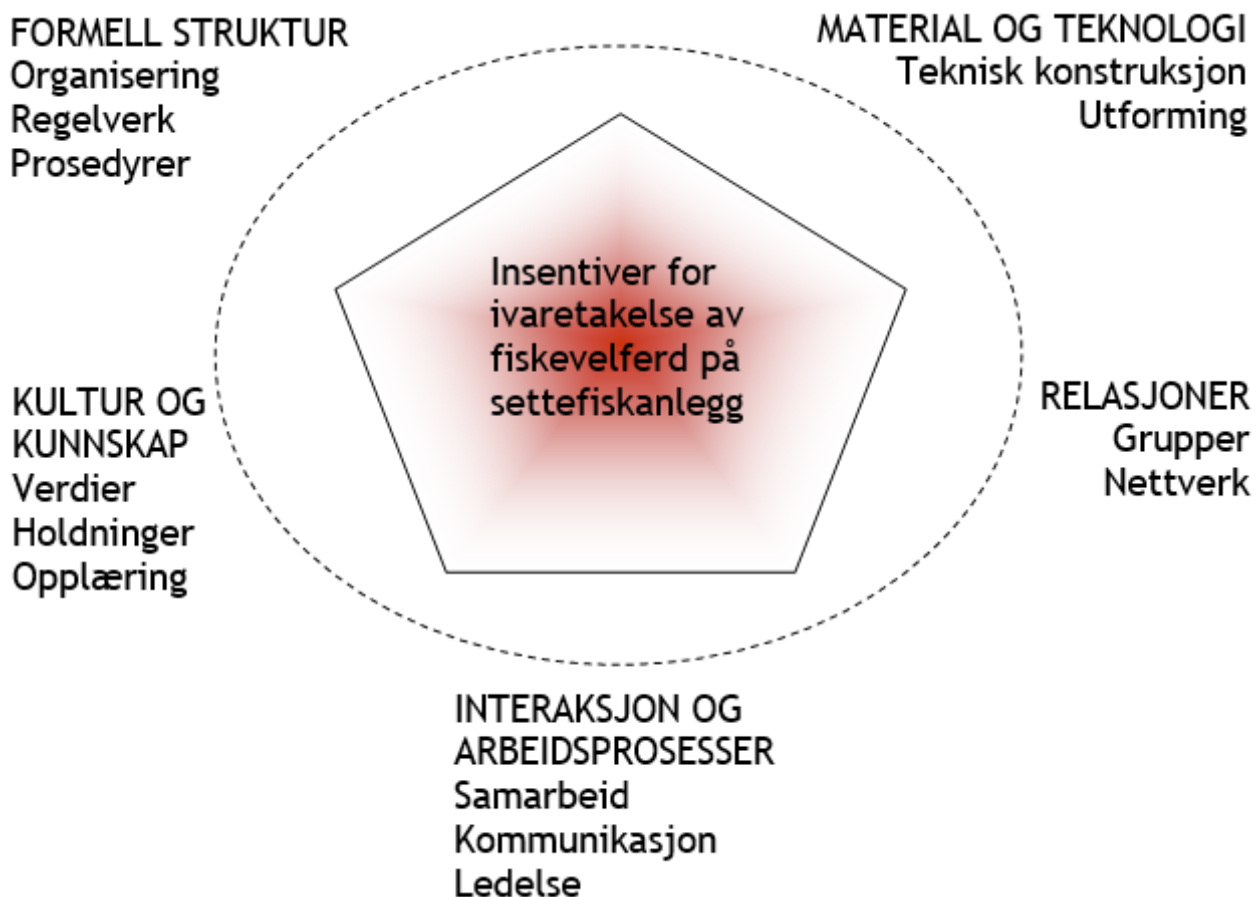 FORMELL STRUKTUR
Organisering
Regelverk
Prosedyrer
MATERIAL OG TEKNOLOGI
Teknisk konstruksjon
Utforming
Insentiver for
ivaretakelse av
fiskevelferd på
settefiskanlegg
KULTUR OG
KUNNSKAP
Verdier
Holdninger
Opplæring
RELASJONER
Grupper
Nettverk
INTERAKSJON OG
ARBEIDSPROSESSER
Samarbeid
Kommunikasjon
Ledelse